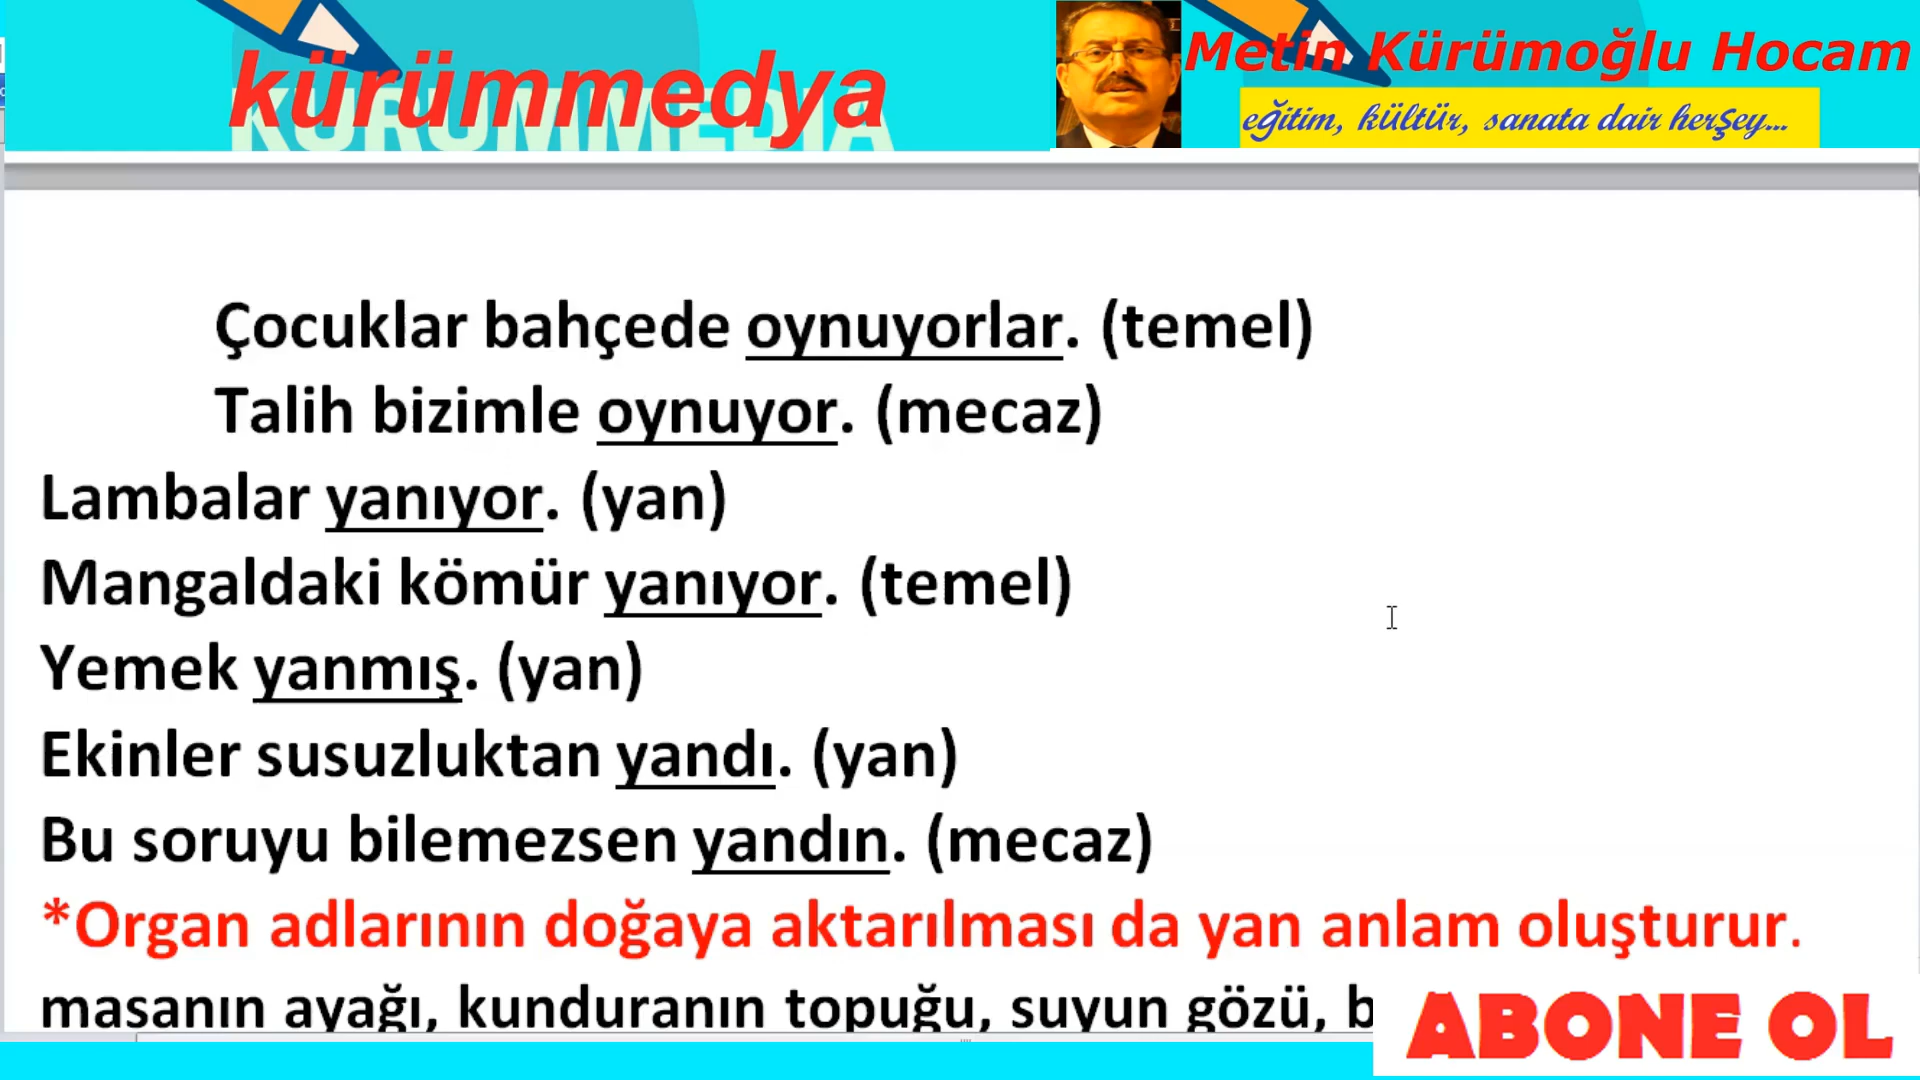 kürümmedya
KÜRÜMMEDIA
Metin Kürümoğlu Hocam
eğitim, kültür, sanata dair herşey...
Çocuklar bahçede oynuyorlar. (temel)
Talih bizimle oynuyor. (mecaz)
Lambalar yanıyor. (yan)
Mangaldaki kömür yanıyor. (temel)
Yemek yanmış. (yan)
Ekinler susuzluktan yandı. (yan)
Bu soruyu bilemezsen yandın. (mecaz)
*Organ adlarının doğaya aktarılması da yan anlam oluşturur.
masanın ayağı, kunduranın topuğu, suyun gözü,
ABONE OL